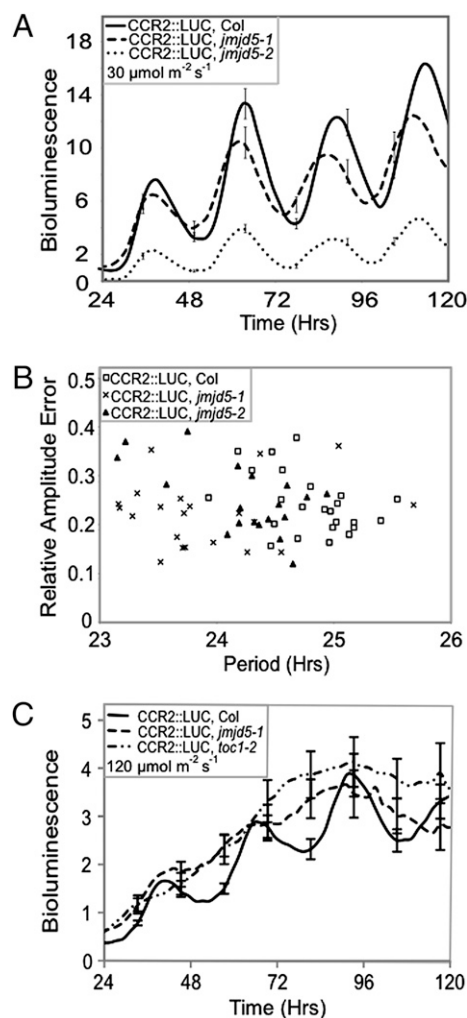 A
CCR2::LUC, Col
CCR2::LUC, jmjd5-1
CCR2::LUC, jmjd5-2
30 µmol m⁻² s⁻¹
Bioluminescence
18
14
10
6
2
0
24 48 72 96 120
Time (Hrs)
B
CCR2::LUC, Col
CCR2::LUC, jmjd5-1
CCR2::LUC, jmjd5-2
Relative Amplitude Error
0.5
0.4
0.3
0.2
0.1
0
23 24 25 26
Period (Hrs)
C
CCR2::LUC, Col
CCR2::LUC, jmjd5-1
CCR2::LUC, toc1-2
120 µmol m⁻² s⁻¹
Bioluminescence
5
4
3
2
1
0
24 48 72 96 120
Time (Hrs)